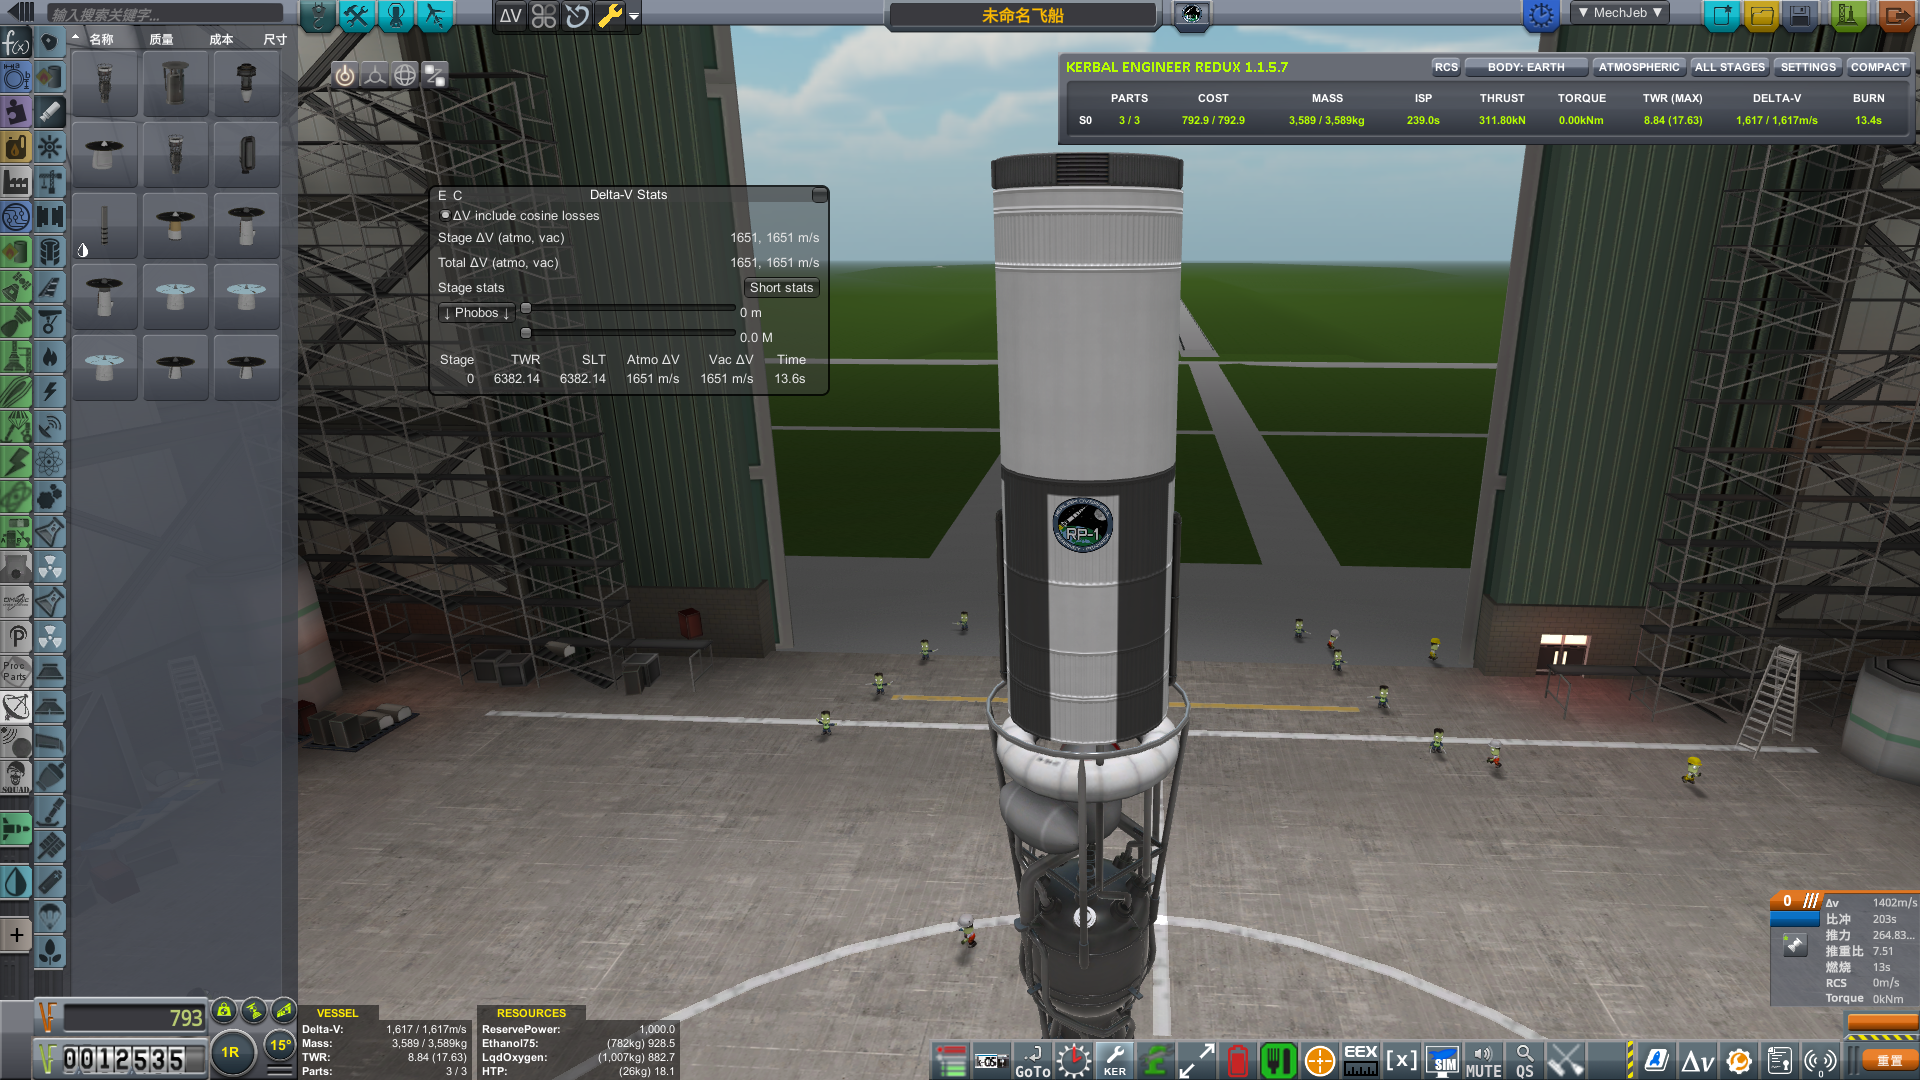 输入搜索关键字...
名称 质量 成本 尺寸
ΔV
未命名飞船
▼ MechJeb ▼
KERBAL ENGINEER REDUX 1.1.5.7
RCS BODY: EARTH ATMOSPHERIC ALL STAGES SETTINGS COMPACT
PARTS COST MASS ISP THRUST TORQUE TWR (MAX) DELTA-V BURN
S0 3 / 3 792.9 / 792.9 3,589 / 3,589kg 239.0s 311.80kN 0.00kNm 8.84 (17.63) 1,617 / 1,617m/s 13.4s
E C Delta-V Stats
ΔV include cosine losses
Stage ΔV (atmo, vac) 1651, 1651 m/s
Total ΔV (atmo, vac) 1651, 1651 m/s
Stage stats Short stats
↓ Phobos ↓ 0 m
0.0 M
Stage TWR SLT Atmo ΔV Vac ΔV Time
0 6382.14 6382.14 1651 m/s 1651 m/s 13.6s
RP-1
Proc Parts
SQUAD
0 Δv 1402m/s
比冲 203s
推力 264.83...
推重比 7.51
燃烧 13s
RCS 0m/s
Torque 0kNm
793
0012535
1R
15°
VESSEL
Delta-V: 1,617 / 1,617m/s
Mass: 3,589 / 3,589kg
TWR: 8.84 (17.63)
Parts: 3 / 3
RESOURCES
ReservePower: 1,000.0
Ethanol75: (782kg) 928.5
LqdOxygen: (1,007kg) 882.7
HTP: (26kg) 18.1
GoTo KER EEX [x] SIM MUTE QS Δv 重置